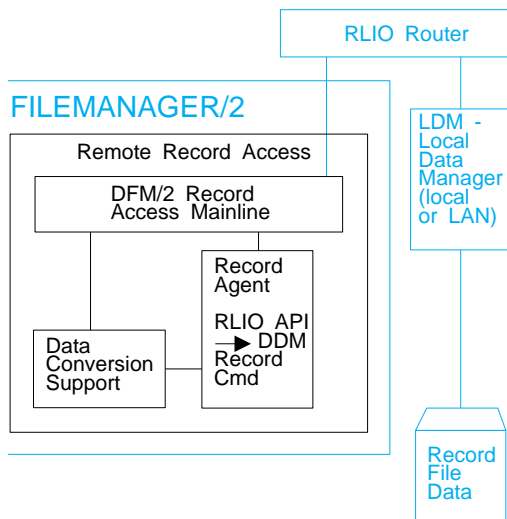 RLIO Router
FILEMANAGER/2
LDM -
Local
Data
Manager
(local
or LAN)
Remote Record Access
DFM/2 Record
Access Mainline
Record
Agent
RLIO API
DDM
Record
Cmd
Data
Conversion
Support
Record
File
Data